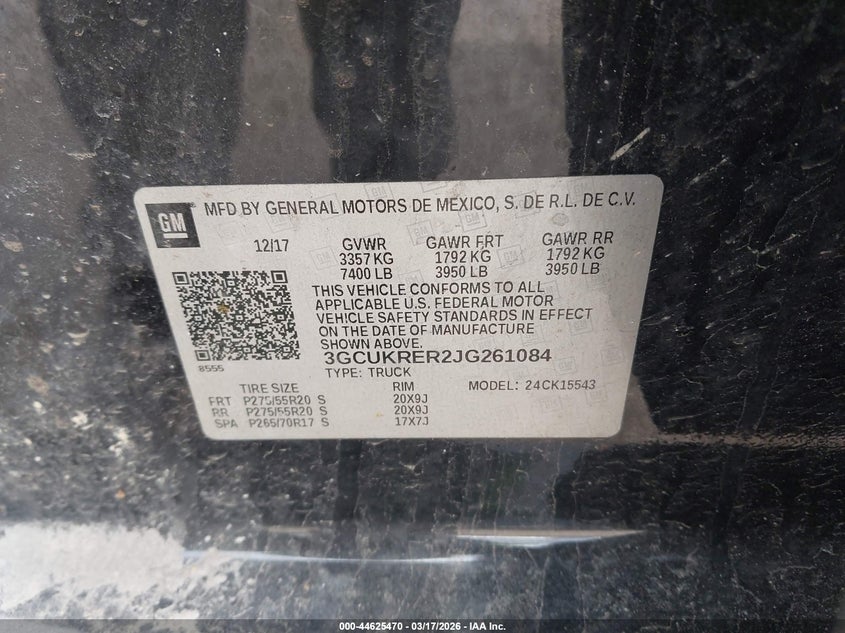 GM MFD BY GENERAL MOTORS DE MEXICO, S. DE R.L. DE C.V.
12/17 GVWR GAWR FRT GAWR RR
3357 KG 1792 KG 1792 KG
7400 LB 3950 LB 3950 LB
THIS VEHICLE CONFORMS TO ALL
APPLICABLE U.S. FEDERAL MOTOR
VEHICLE SAFETY STANDARDS IN EFFECT
ON THE DATE OF MANUFACTURE
SHOWN ABOVE.
3GCUKRER2JG261084
8555 TYPE: TRUCK MODEL: 24CK15543
TIRE SIZE RIM
FRT P275/55R20 S 20X9J
RR P275/55R20 S 20X9J
SPA P265/70R17 S 17X7J
000-44625470 - 03/17/2026 - IAA Inc.